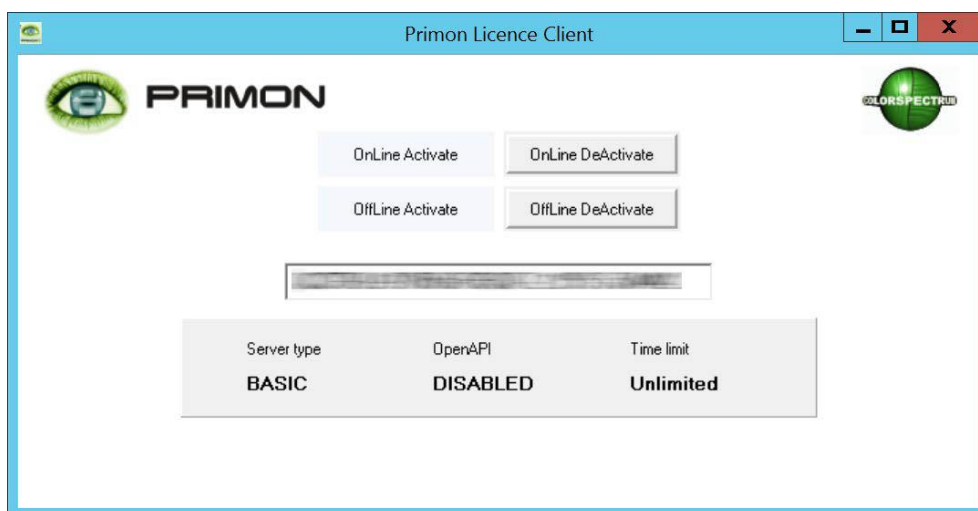 Primon Licence Client
PRIMON
COLORSPECTRUM
OnLine Activate OnLine DeActivate
OffLine Activate OffLine DeActivate
Server type OpenAPI Time limit
BASIC DISABLED Unlimited